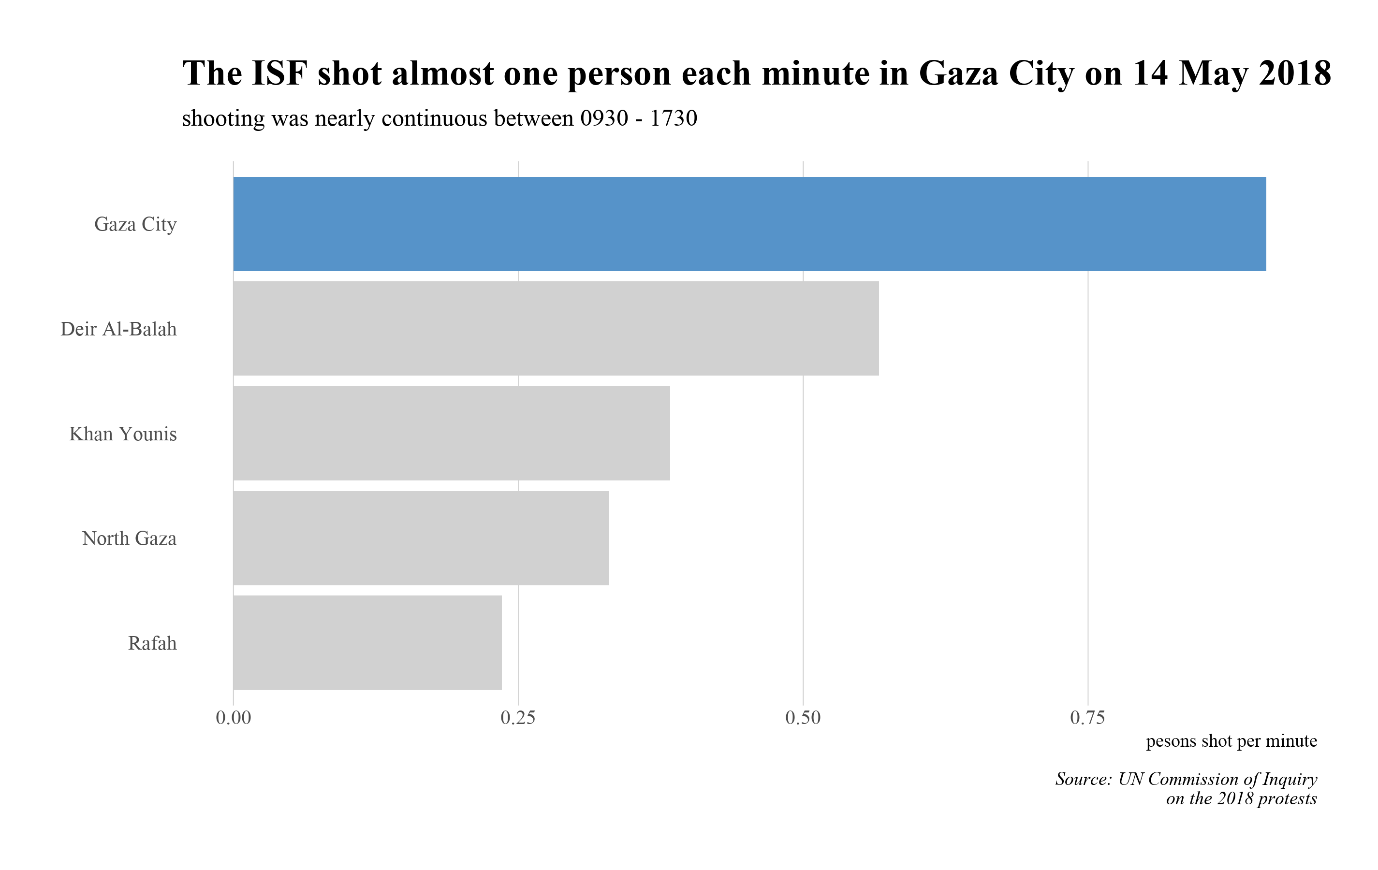 The ISF shot almost one person each minute in Gaza City on 14 May 2018
shooting was nearly continuous between 0930 - 1730
Gaza City
Deir Al-Balah
Khan Younis
North Gaza
Rafah
0.00 0.25 0.50 0.75
pesons shot per minute
Source: UN Commission of Inquiry
on the 2018 protests